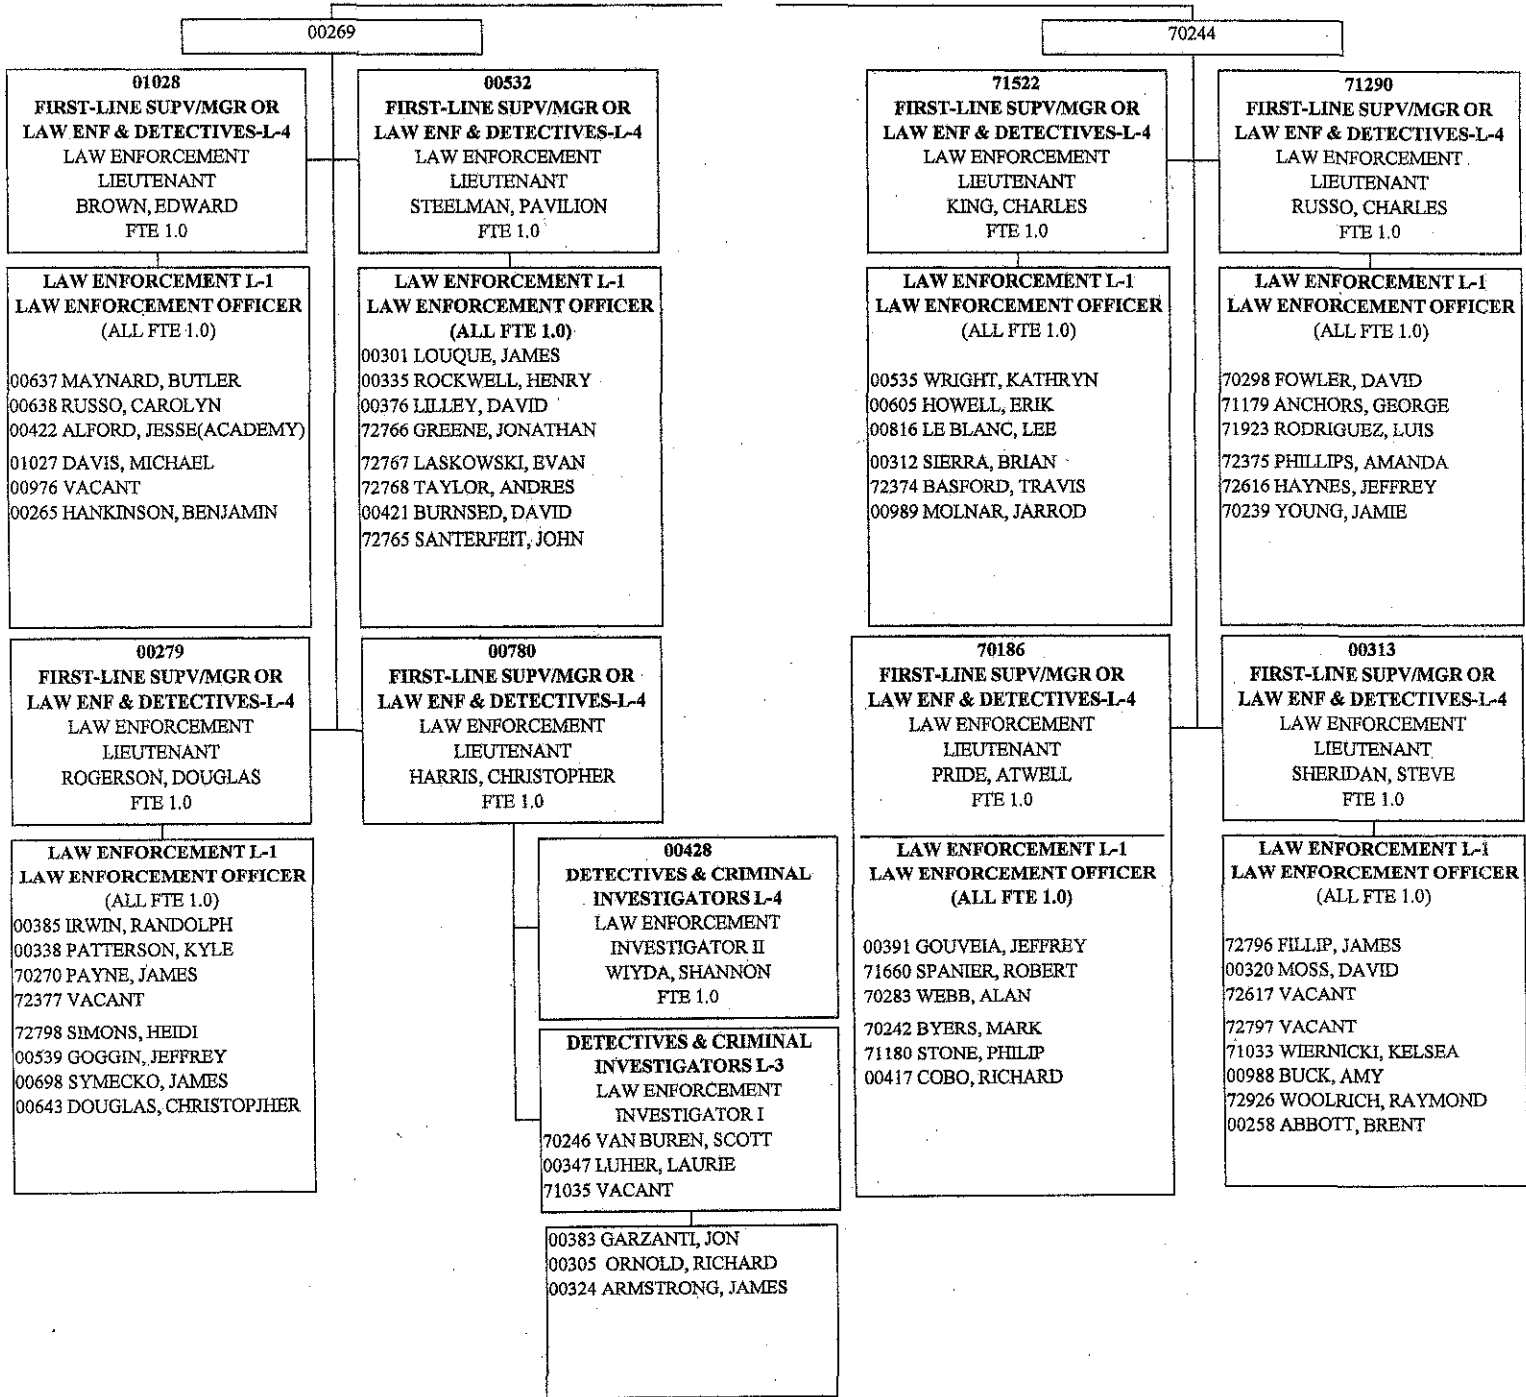 00269
70244
01028
FIRST-LINE SUPV/MGR OR
LAW ENF & DETECTIVES-L-4
LAW ENFORCEMENT
LIEUTENANT
BROWN, EDWARD
FTE 1.0
00532
FIRST-LINE SUPV/MGR OR
LAW ENF & DETECTIVES-L-4
LAW ENFORCEMENT
LIEUTENANT
STEELMAN, PAVILION
FTE 1.0
71522
FIRST-LINE SUPV/MGR OR
LAW ENF & DETECTIVES-L-4
LAW ENFORCEMENT
LIEUTENANT
KING, CHARLES
FTE 1.0
71290
FIRST-LINE SUPV/MGR OR
LAW ENF & DETECTIVES-L-4
LAW ENFORCEMENT
LIEUTENANT
RUSSO, CHARLES
FTE 1.0
LAW ENFORCEMENT L-1
LAW ENFORCEMENT OFFICER
(ALL FTE 1.0)
00637 MAYNARD, BUTLER
00638 RUSSO, CAROLYN
00422 ALFORD, JESSE(ACADEMY)
01027 DAVIS, MICHAEL
00976 VACANT
00265 HANKINSON, BENJAMIN
LAW ENFORCEMENT L-1
LAW ENFORCEMENT OFFICER
(ALL FTE 1.0)
00301 LOUQUE, JAMES
00335 ROCKWELL, HENRY
00376 LILLEY, DAVID
72766 GREENE, JONATHAN
72767 LASKOWSKI, EVAN
72768 TAYLOR, ANDRES
00421 BURNSED, DAVID
72765 SANTERFEIT, JOHN
LAW ENFORCEMENT L-1
LAW ENFORCEMENT OFFICER
(ALL FTE 1.0)
00535 WRIGHT, KATHRYN
00605 HOWELL, ERIK
00816 LE BLANC, LEE
00312 SIERRA, BRIAN
72374 BASFORD, TRAVIS
00989 MOLNAR, JARROD
LAW ENFORCEMENT L-1
LAW ENFORCEMENT OFFICER
(ALL FTE 1.0)
70298 FOWLER, DAVID
71179 ANCHORS, GEORGE
71923 RODRIGUEZ, LUIS
72375 PHILLIPS, AMANDA
72616 HAYNES, JEFFREY
70239 YOUNG, JAMIE
00279
FIRST-LINE SUPV/MGR OR
LAW ENF & DETECTIVES-L-4
LAW ENFORCEMENT
LIEUTENANT
ROGERSON, DOUGLAS
FTE 1.0
00780
FIRST-LINE SUPV/MGR OR
LAW ENF & DETECTIVES-L-4
LAW ENFORCEMENT
LIEUTENANT
HARRIS, CHRISTOPHER
FTE 1.0
70186
FIRST-LINE SUPV/MGR OR
LAW ENF & DETECTIVES-L-4
LAW ENFORCEMENT
LIEUTENANT
PRIDE, ATWELL
FTE 1.0
00313
FIRST-LINE SUPV/MGR OR
LAW ENF & DETECTIVES-L-4
LAW ENFORCEMENT
LIEUTENANT
SHERIDAN, STEVE
FTE 1.0
LAW ENFORCEMENT L-1
LAW ENFORCEMENT OFFICER
(ALL FTE 1.0)
00385 IRWIN, RANDOLPH
00338 PATTERSON, KYLE
70270 PAYNE, JAMES
72377 VACANT
72798 SIMONS, HEIDI
00539 GOGGIN, JEFFREY
00698 SYMECKO, JAMES
00643 DOUGLAS, CHRISTOPJHER
00428
DETECTIVES & CRIMINAL
INVESTIGATORS L-4
LAW ENFORCEMENT
INVESTIGATOR II
WIYDA, SHANNON
FTE 1.0
DETECTIVES & CRIMINAL
INVESTIGATORS L-3
LAW ENFORCEMENT
INVESTIGATOR I
70246 VAN BUREN, SCOTT
00347 LUHER, LAURIE
71035 VACANT
00383 GARZANTI, JON
00305 ORNOLD, RICHARD
00324 ARMSTRONG, JAMES
LAW ENFORCEMENT L-1
LAW ENFORCEMENT OFFICER
(ALL FTE 1.0)
00391 GOUVEIA, JEFFREY
71660 SPANIER, ROBERT
70283 WEBB, ALAN
70242 BYERS, MARK
71180 STONE, PHILIP
00417 COBO, RICHARD
LAW ENFORCEMENT L-1
LAW ENFORCEMENT OFFICER
(ALL FTE 1.0)
72796 FILLIP, JAMES
00320 MOSS, DAVID
72617 VACANT
72797 VACANT
71033 WIERNICKI, KELSEA
00988 BUCK, AMY
72926 WOOLRICH, RAYMOND
00258 ABBOTT, BRENT